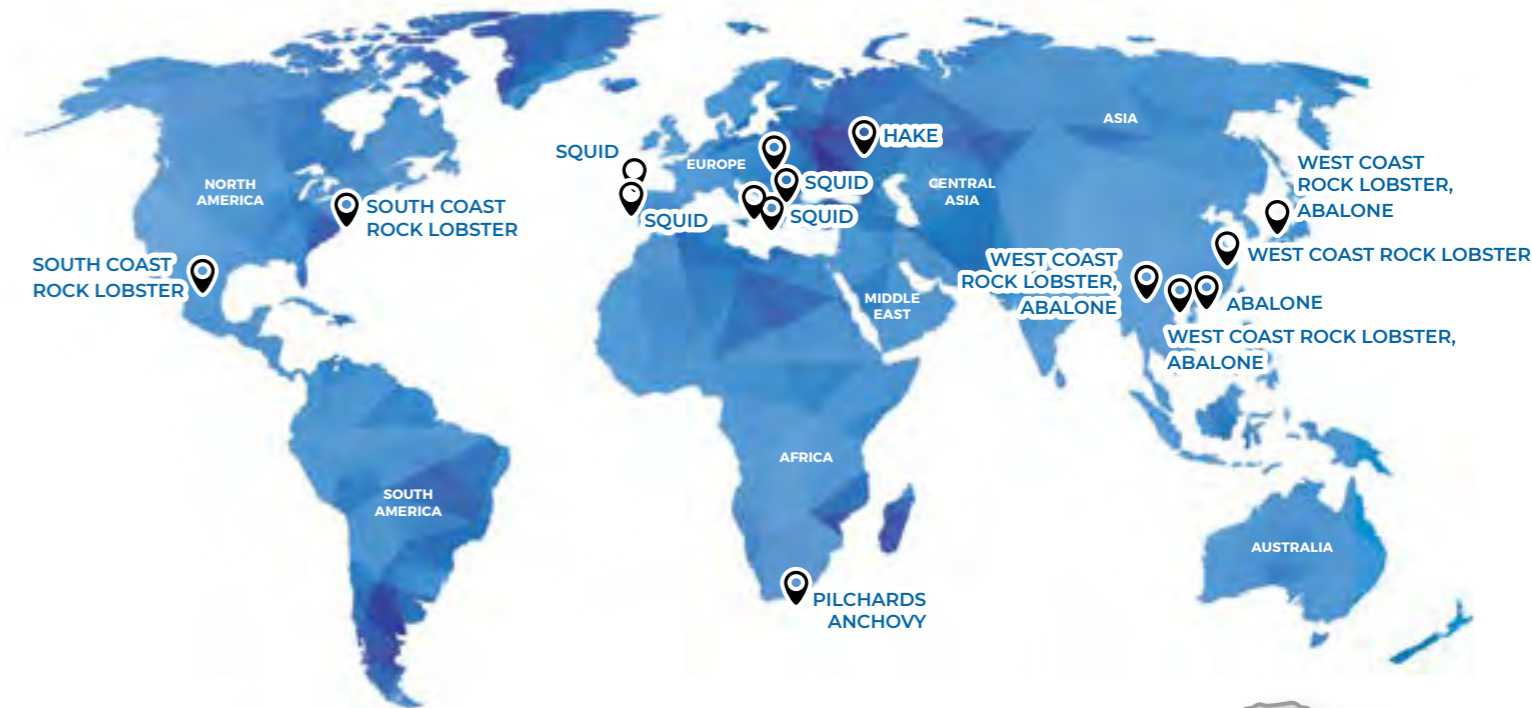 ASIA
SQUID
HAKE
EUROPE
WEST COAST
ROCK LOBSTER,
ABALONE
NORTH
AMERICA
SQUID
CENTRAL
ASIA
SOUTH COAST
ROCK LOBSTER
SQUID
SQUID
WEST COAST ROCK LOBSTER
SOUTH COAST
ROCK LOBSTER
WEST COAST
ROCK LOBSTER,
ABALONE
MIDDLE
EAST
ABALONE
WEST COAST ROCK LOBSTER,
ABALONE
AFRICA
SOUTH
AMERICA
AUSTRALIA
PILCHARDS
ANCHOVY